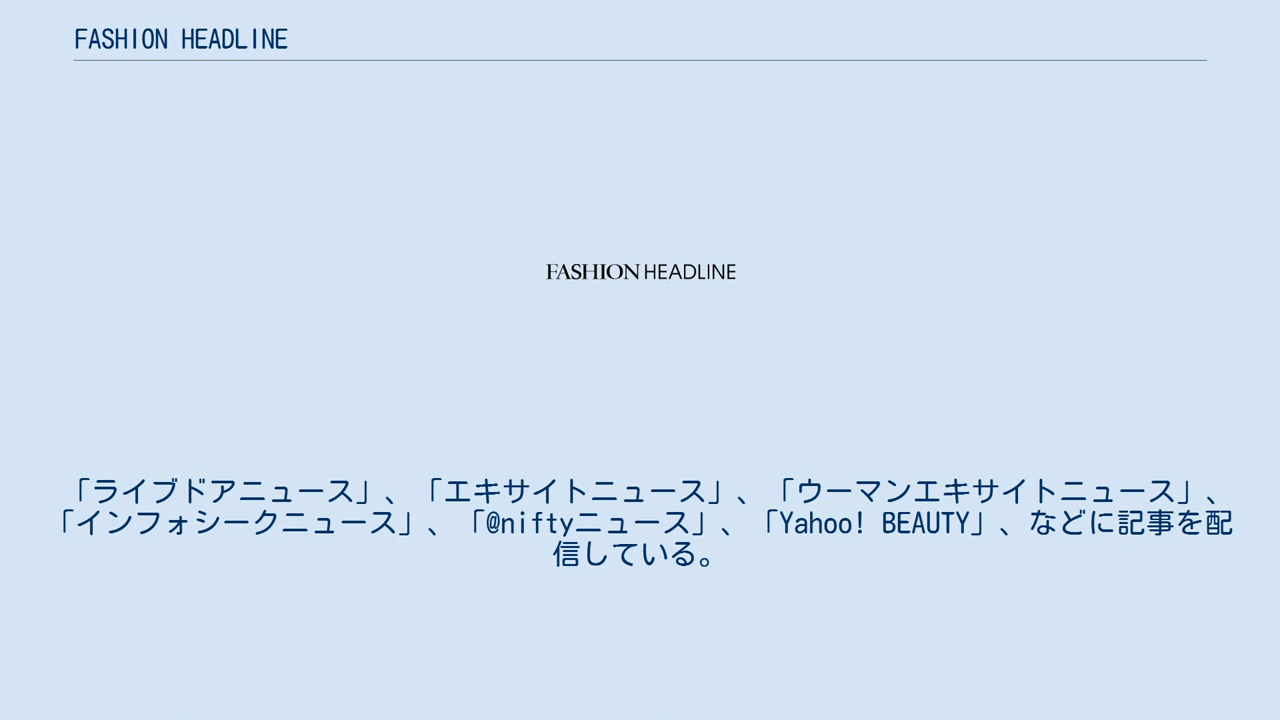 FASHION HEADLINE
FASHION HEADLINE
「ライブドアニュース」、「エキサイトニュース」、「ウーマンエキサイトニュース」、
「インフォシークニュース」、「@niftyニュース」、「Yahoo! BEAUTY」、などに記事を配
信している。